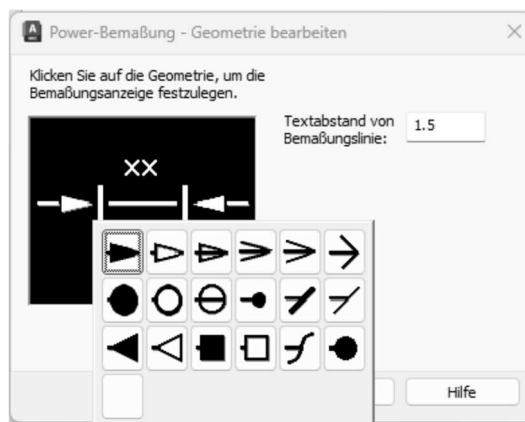 Power-Bemaßung - Geometrie bearbeiten
Klicken Sie auf die Geometrie, um die
Bemaßungsanzeige festzulegen.
Textabstand von
Bemaßungslinie:
1.5
XX
Hilfe